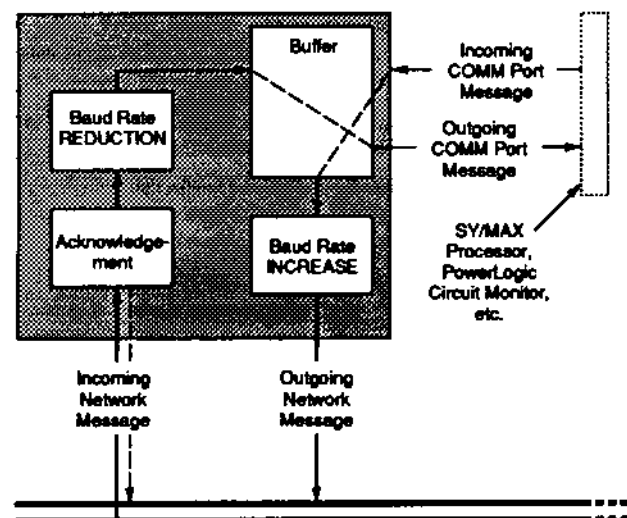 Buffer
Incoming
COMM Port
Message
Baud Rate
REDUCTION
Outgoing
COMM Port
Message
Acknowledge-
ment
Baud Rate
INCREASE
SY/MAX
Processor,
PowerLogic
Circuit Monitor,
etc.
Incoming
Network
Message
Outgoing
Network
Message